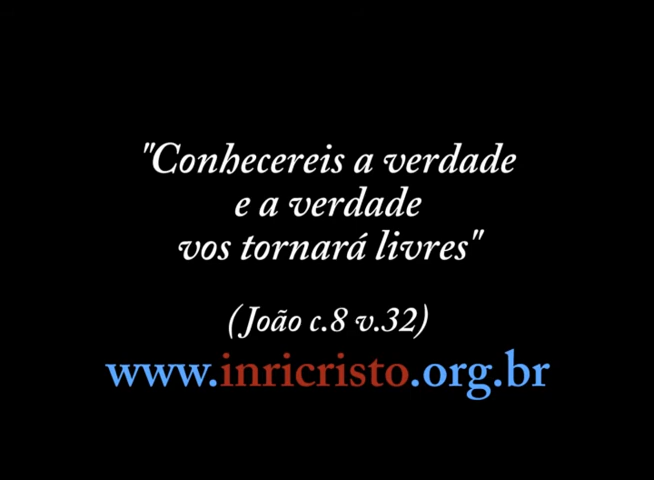 "Conhecereis a verdade
e a verdade
vos tornará livres"
(João c.8 v.32)
www.inricristo.org.br